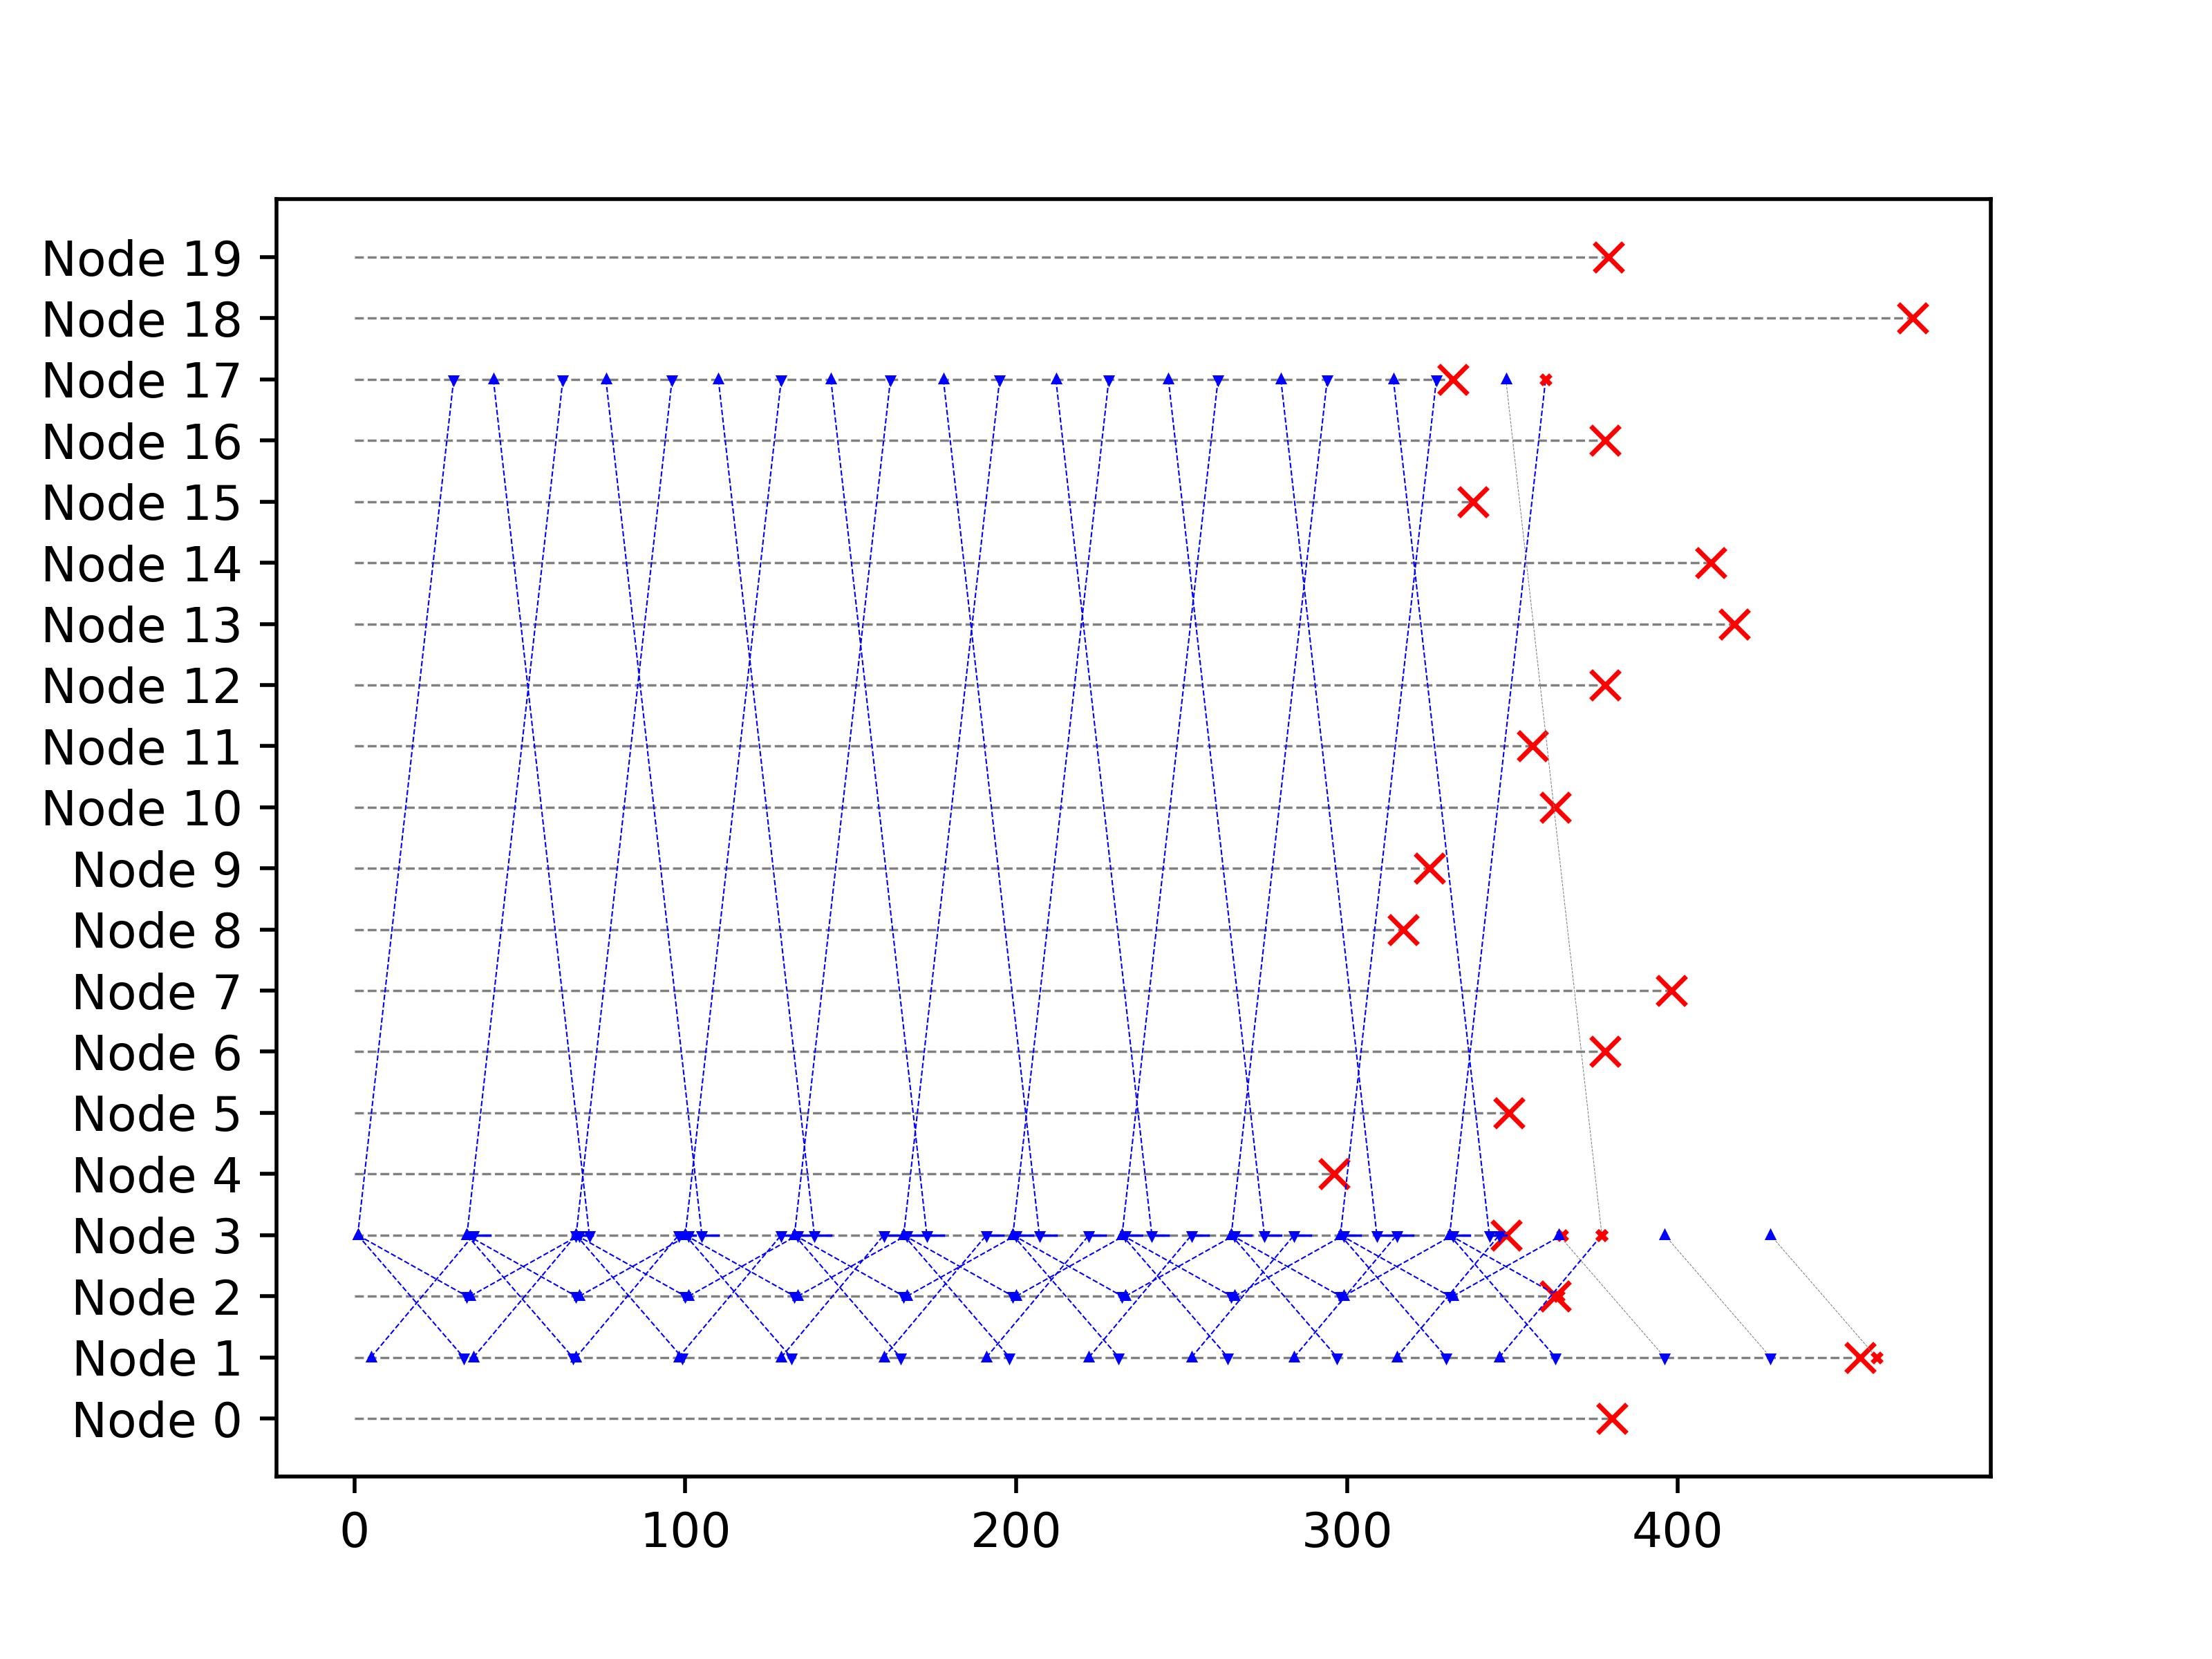 Node 19
Node 18
Node 17
Node 16
Node 15
Node 14
Node 13
Node 12
Node 11
Node 10
Node 9
Node 8
Node 7
Node 6
Node 5
Node 4
Node 3
Node 2
Node 1
Node 0
0 100 200 300 400